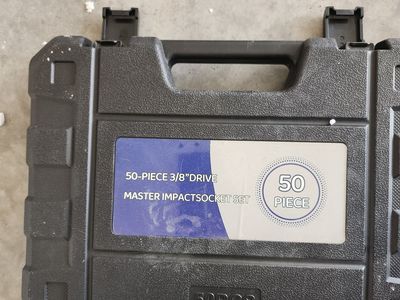 50-PIECE 3/8"DRIVE
MASTER IMPACTSOCKET SET
50
PIECE